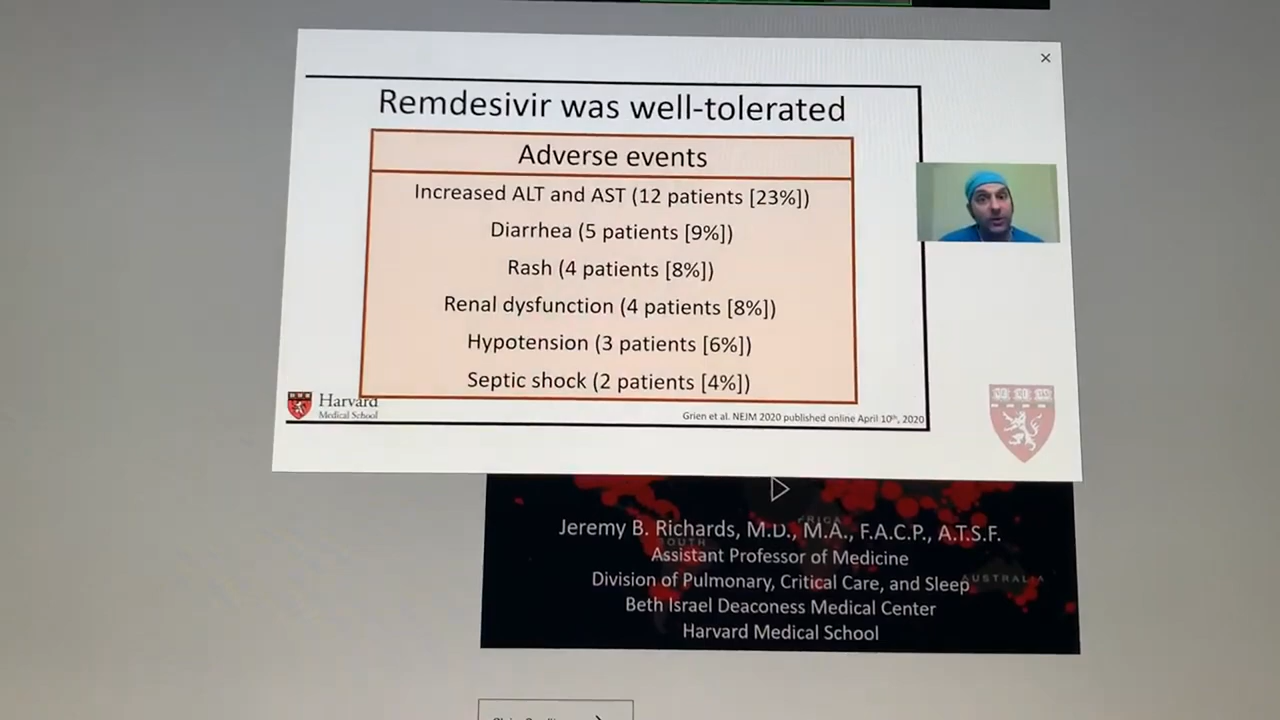 Remdesivir was well-tolerated
Adverse events
Increased ALT and AST (12 patients [23%])
Diarrhea (5 patients [9%])
Rash (4 patients [8%])
Renal dysfunction (4 patients [8%])
Hypotension (3 patients [6%])
Septic shock (2 patients [4%])
Harvard
Medical School
Grien et al. NEJM 2020 published online April 10th, 2020
Jeremy B. Richards, M.D., M.A., F.A.C.P., A.T.S.F.
Assistant Professor of Medicine
Division of Pulmonary, Critical Care, and Sleep
AUSTRALIA
Beth Israel Deaconess Medical Center
Harvard Medical School